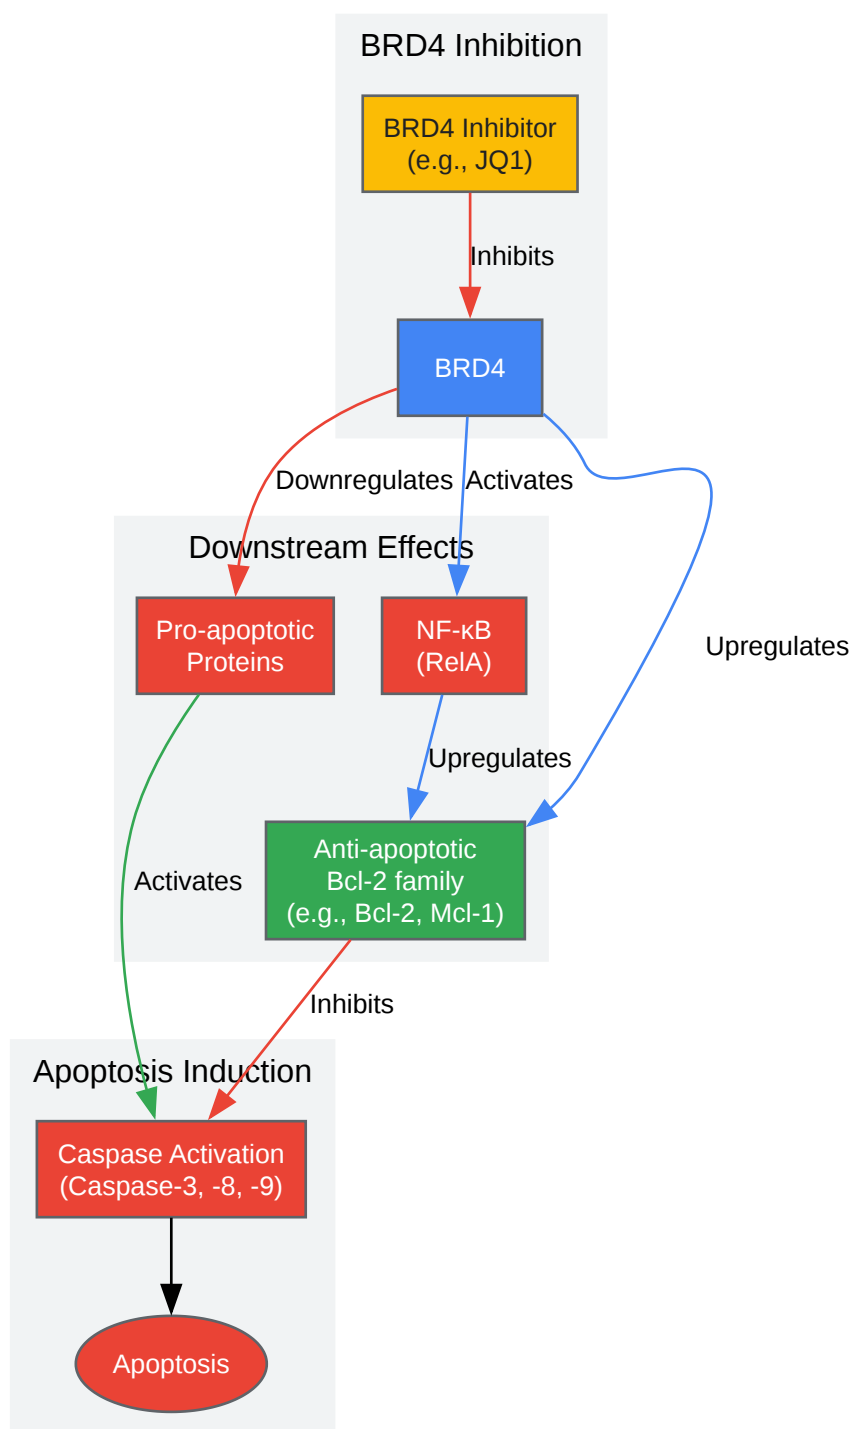 BRD4 Inhibition
BRD4 Inhibitor
(e.g., JQ1)
Inhibits
BRD4
Downregulates
Activates
Downstream Effects
Pro-apoptotic
Proteins
NF-κB
(RelA)
Upregulates
Upregulates
Anti-apoptotic
Bcl-2 family
(e.g., Bcl-2, Mcl-1)
Activates
Inhibits
Apoptosis Induction
Caspase Activation
(Caspase-3, -8, -9)
Apoptosis